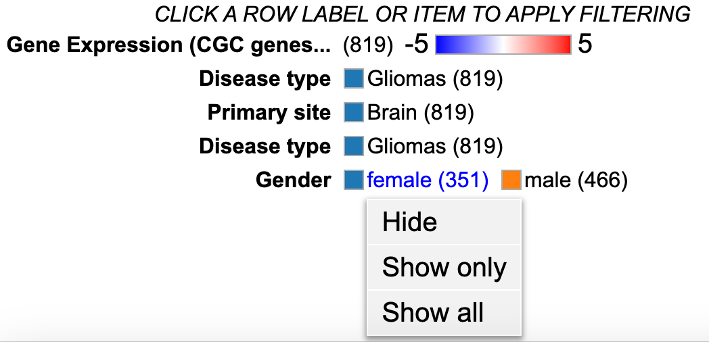 CLICK A ROW LABEL OR ITEM TO APPLY FILTERING
Gene Expression (CGC genes... (819) -5 5
Disease type Gliomas (819)
Primary site Brain (819)
Disease type Gliomas (819)
Gender female (351) male (466)
Hide
Show only
Show all